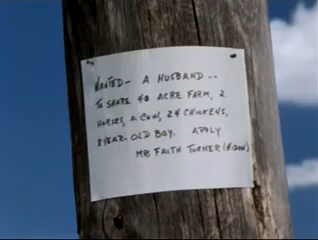 WANTED - A HUSBAND --
TO SHARE 40 ACRE FARM, 2
HORSES, A COW, 24 CHICKENS,
8 YEAR-OLD BOY. APPLY
MRS FAITH TURNER (WIDOW)